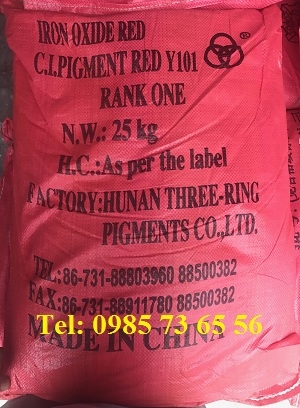 IRON OXIDE RED
C.I.PIGMENT RED Y101
®
RANK ONE
N.W.: 25 kg
H.C.:As per the label
FACTORY:HUNAN THREE-RING
PIGMENTS CO.,LTD.
TEL:86-731-88803960 88500382
FAX:86-731-88911780 88500382
Tel: 0985 73 65 56
MADE IN CHINA